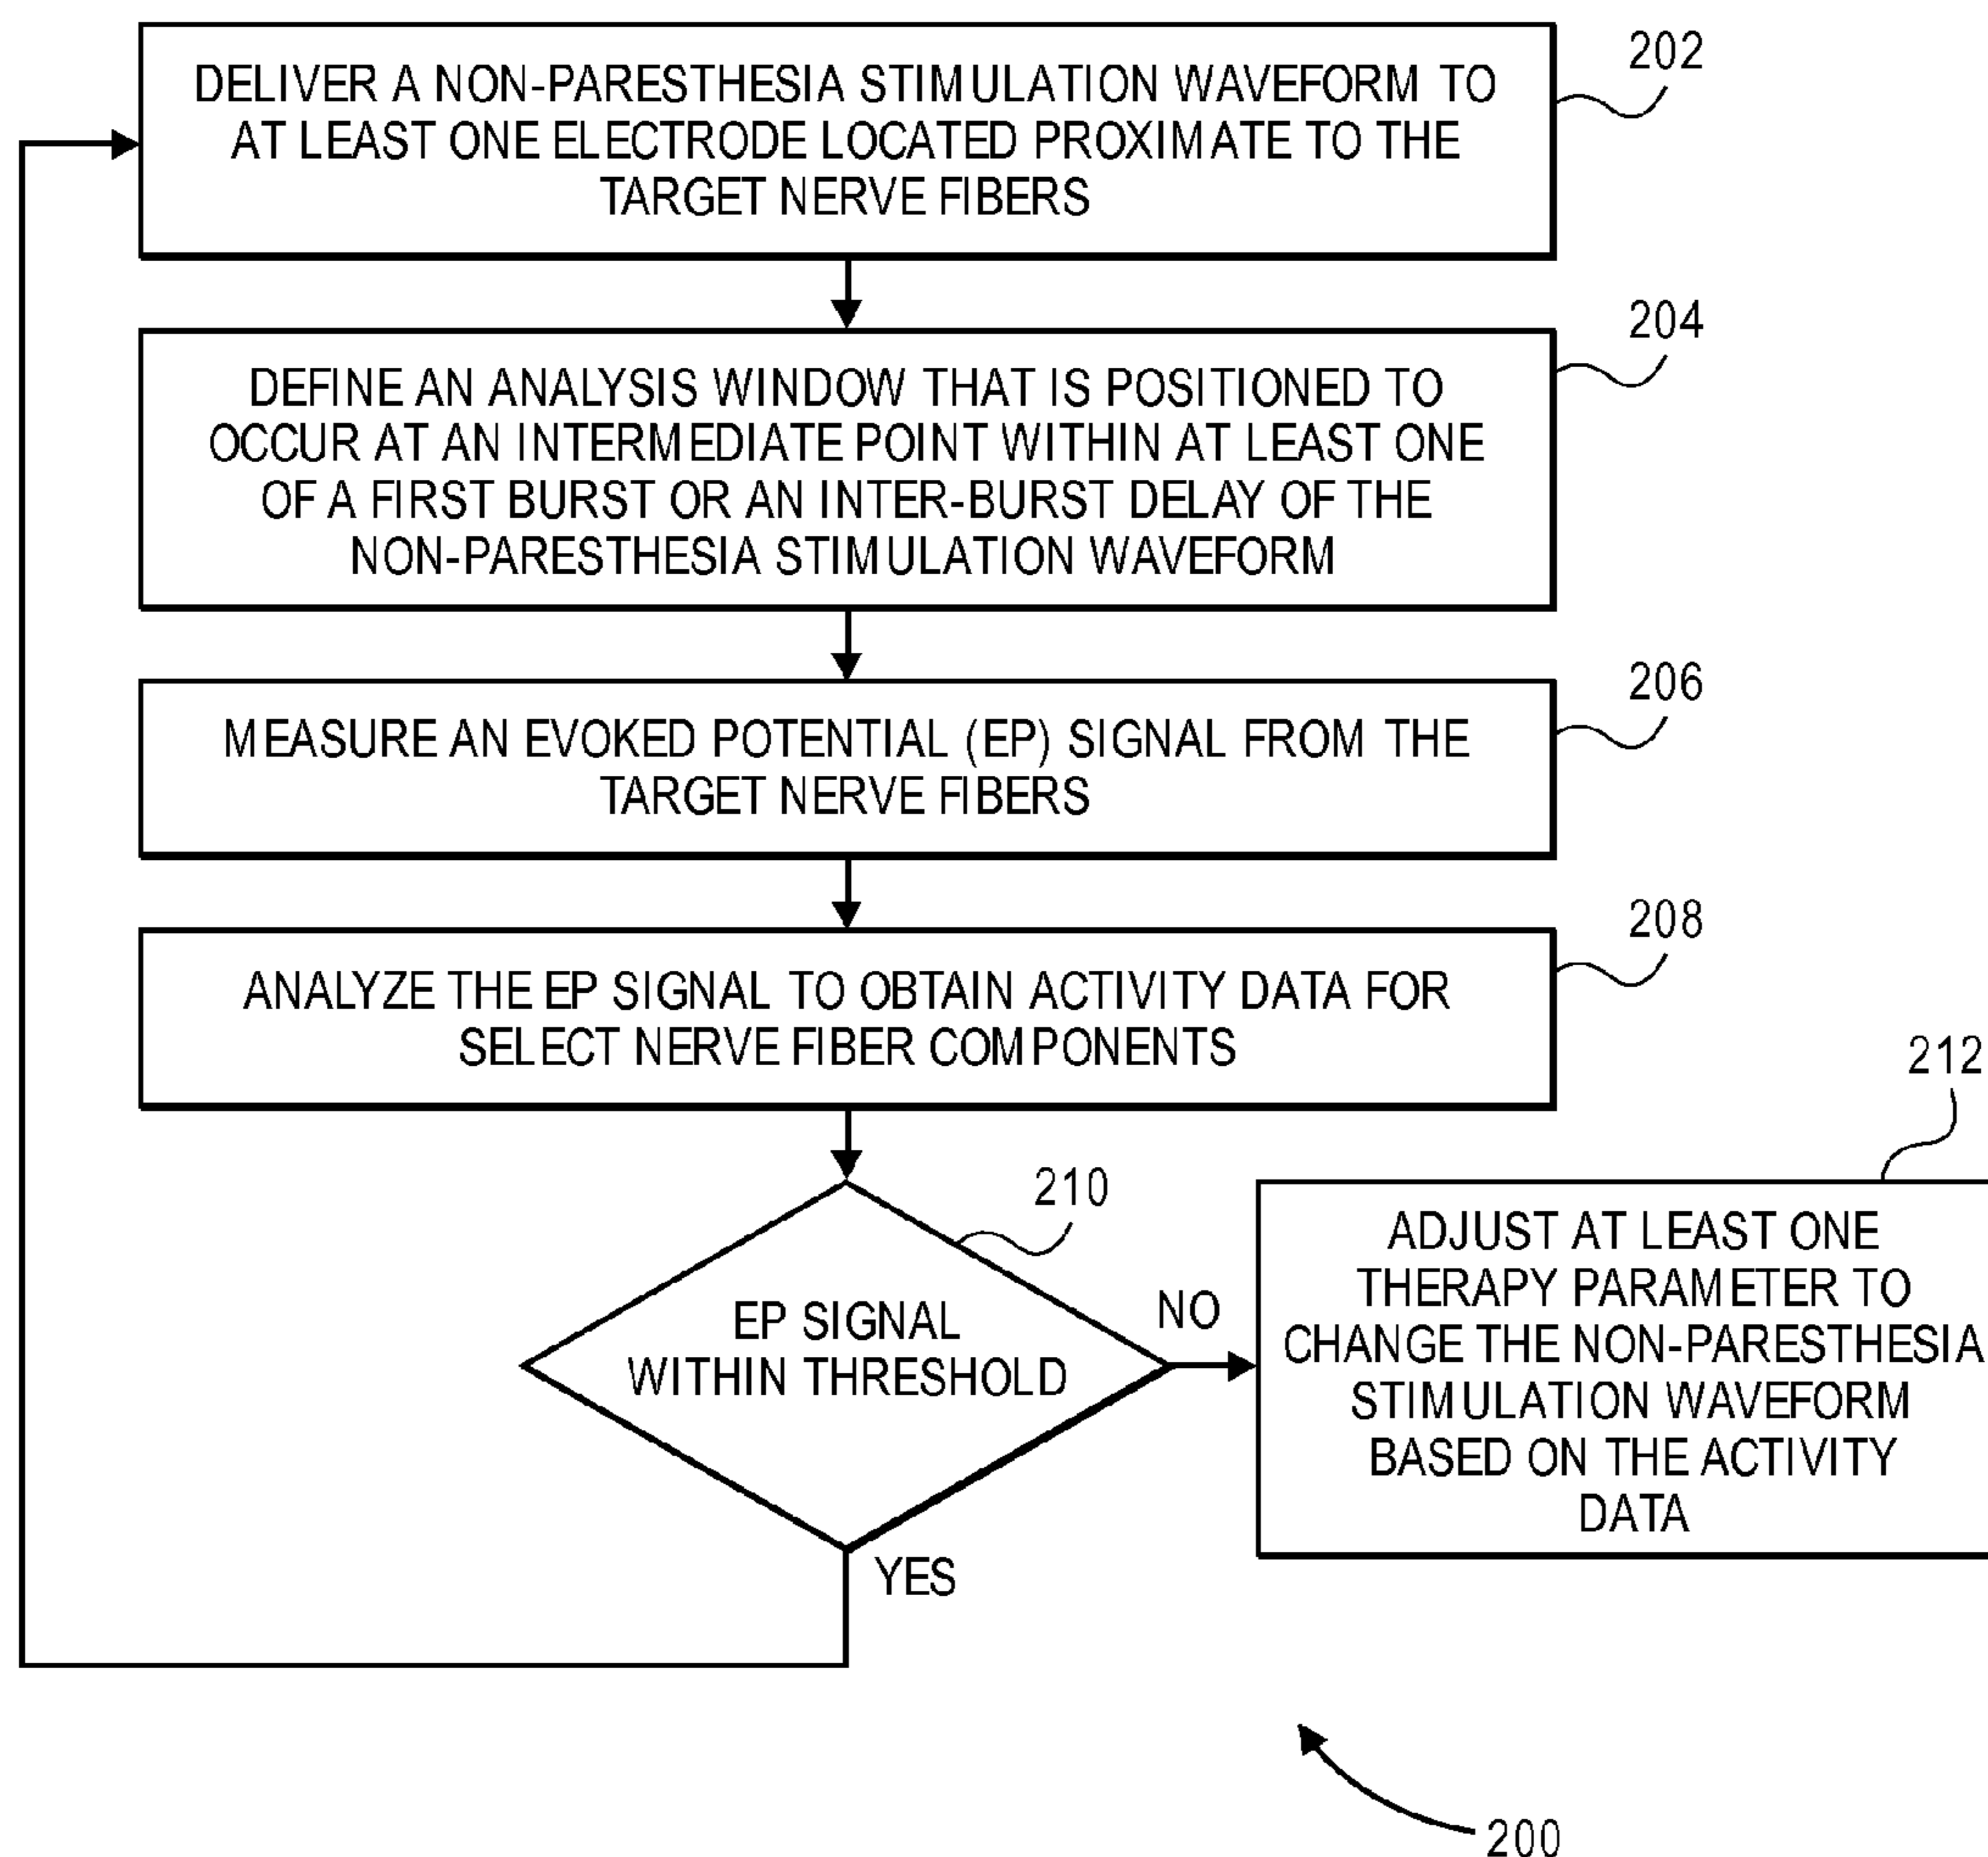 202
DELIVER A NON-PARESTHESIA STIMULATION WAVEFORM TO
AT LEAST ONE ELECTRODE LOCATED PROXIMATE TO THE
TARGET NERVE FIBERS
204
DEFINE AN ANALYSIS WINDOW THAT IS POSITIONED TO
OCCUR AT AN INTERMEDIATE POINT WITHIN AT LEAST ONE
OF A FIRST BURST OR AN INTER-BURST DELAY OF THE
NON-PARESTHESIA STIMULATION WAVEFORM
206
MEASURE AN EVOKED POTENTIAL (EP) SIGNAL FROM THE
TARGET NERVE FIBERS
208
ANALYZE THE EP SIGNAL TO OBTAIN ACTIVITY DATA FOR
SELECT NERVE FIBER COMPONENTS
210
EP SIGNAL
WITHIN THRESHOLD
NO
YES
212
ADJUST AT LEAST ONE
THERAPY PARAMETER TO
CHANGE THE NON-PARESTHESIA
STIMULATION WAVEFORM
BASED ON THE ACTIVITY
DATA
200